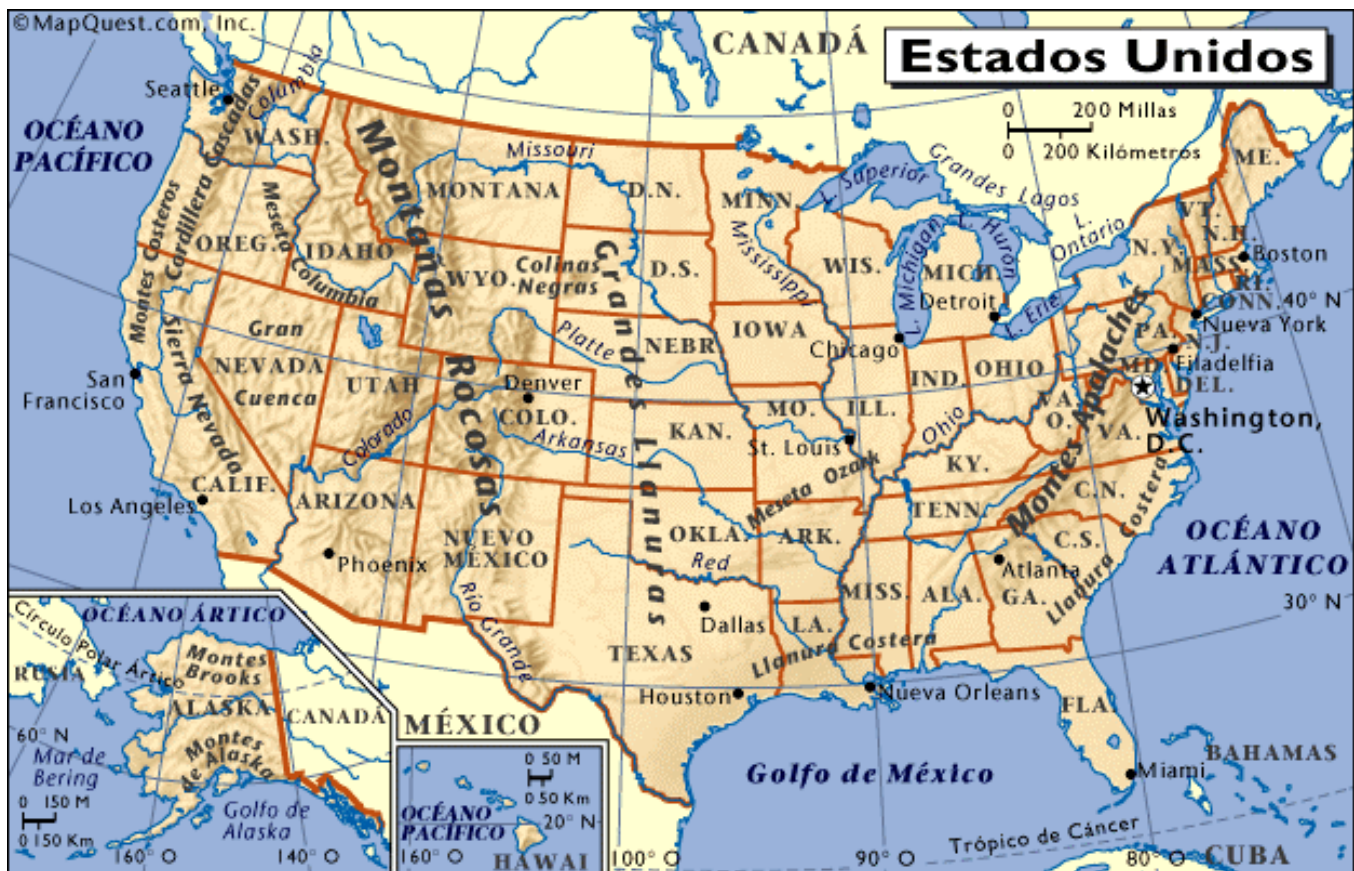 ©MapQuest.com, Inc.
CANADÁ
Estados Unidos
0 200 Millas
0 200 Kilómetros
OCÉANO
PACÍFICO
Seattle
Columbia
WASH.
Cordillera Cascadas
Montes Costeros
OREG.
Meseta
Columbia
IDAHO
Montañas
Rocosas
MONTANA
Missouri
D.N.
MINN.
L. Superior
Grandes Lagos
ME.
VT.
N.H.
Boston
MASS.
RI.
CONN.
40° N
N.Y.
L.
Ontario
L. Huron
L. Michigan
MICH.
Detroit
L. Erie
WIS.
Mississippi
D.S.
Grandes Llanuras
WYO.
Colinas
Negras
Platte
NEBR.
IOWA
Chicago
IND.
OHIO
PA.
N.J.
Nueva York
Filadelfia
MD.
DEL.
Washington,
D.C.
VA.
O.
VA.
Montes Apalaches
Gran
Cuenca
NEVADA
Sierra Nevada
San
Francisco
UTAH
Colorado
Denver
COLO.
Arkansas
KAN.
MO.
St. Louis
ILL.
Ohio
KY.
Meseta Ozark
TENN.
C.N.
C.S.
Llanura Costera
CALIF.
Los Angeles
ARIZONA
Phoenix
NUEVO
MÉXICO
Río Grande
OKLA.
Red
ARK.
MISS.
ALA.
Atlanta
GA.
OCÉANO
ATLÁNTICO
30° N
Dallas
TEXAS
LA.
Llanura Costera
Houston
Nueva Orleans
FLA.
Miami
BAHAMAS
Golfo de México
MÉXICO
Trópico de Cáncer
CUBA
100° O
90° O
80° O
OCÉANO ÁRTICO
Círculo Polar Ártico
RUSIA
Montes
Brooks
ALASKA
CANADÁ
Montes
de Alaska
60° N
Mar de
Bering
0 150 M
0 150 Km
Golfo de
Alaska
160° O
140° O
0 50 M
0 50 Km
OCÉANO
PACÍFICO
20° N
HAWAI
160° O